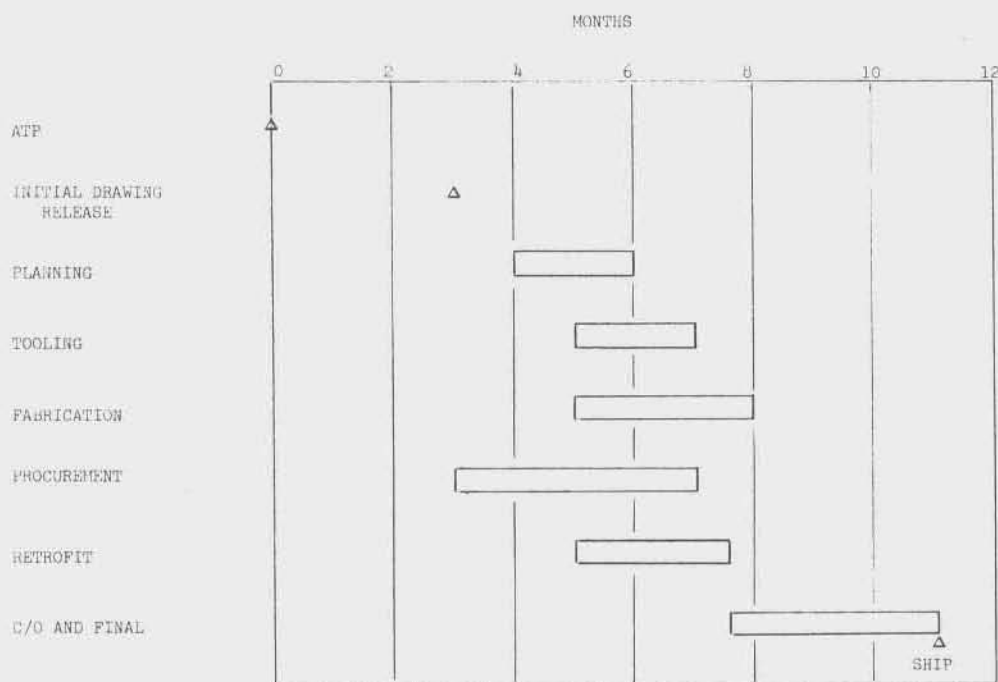 MONTHS
0 2 4 6 8 10 12
ATP
INITIAL DRAWING
RELEASE
PLANNING
TOOLING
FABRICATION
PROCUREMENT
RETROFIT
C/O AND FINAL
SHIP